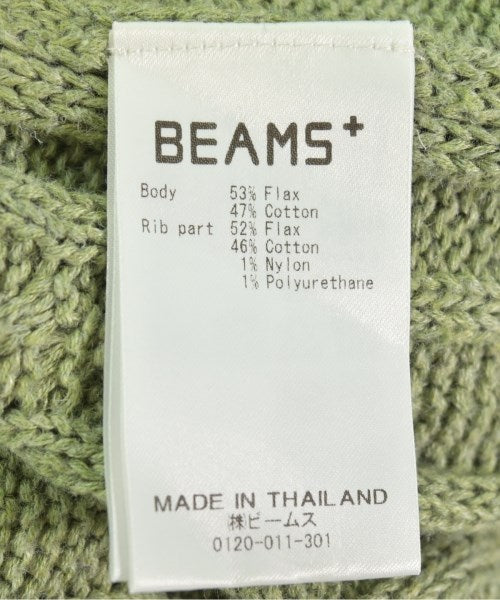 BEAMS+
Body 53% Flax
47% Cotton
Rib part 52% Flax
46% Cotton
1% Nylon
1% Polyurethane
MADE IN THAILAND
㈱ビームス
0120-011-301